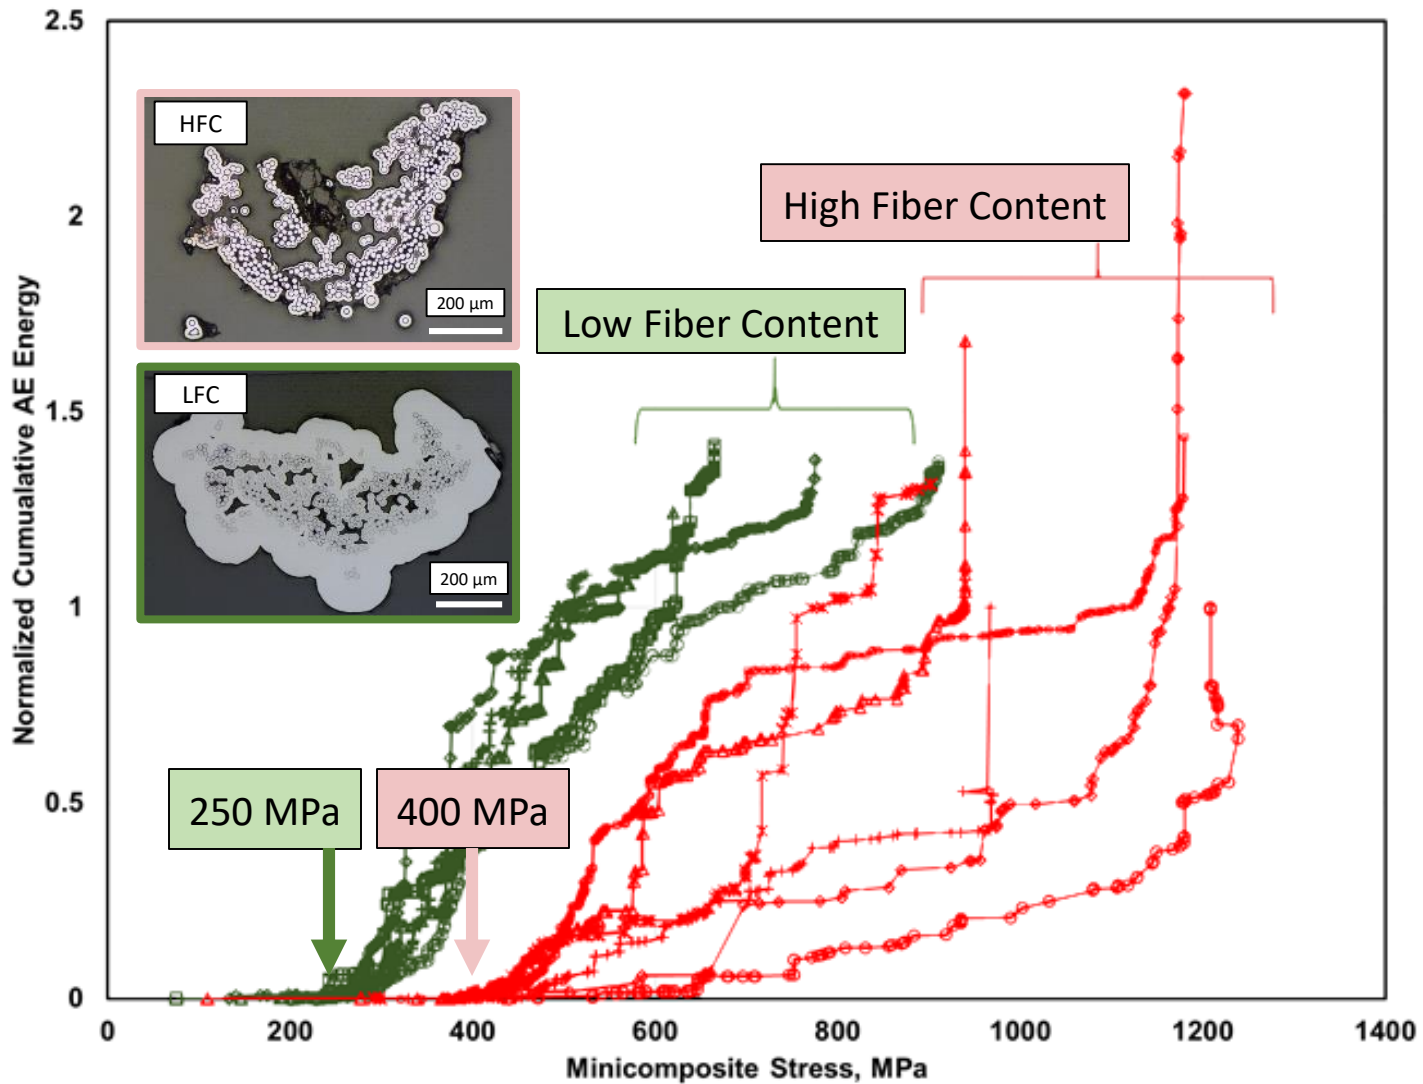 2.5
2
1.5
1
0.5
0
Normalized Cumualative AE Energy
HFC
200 µm
LFC
200 µm
High Fiber Content
Low Fiber Content
250 MPa
400 MPa
0 200 400 600 800 1000 1200 1400
Minicomposite Stress, MPa